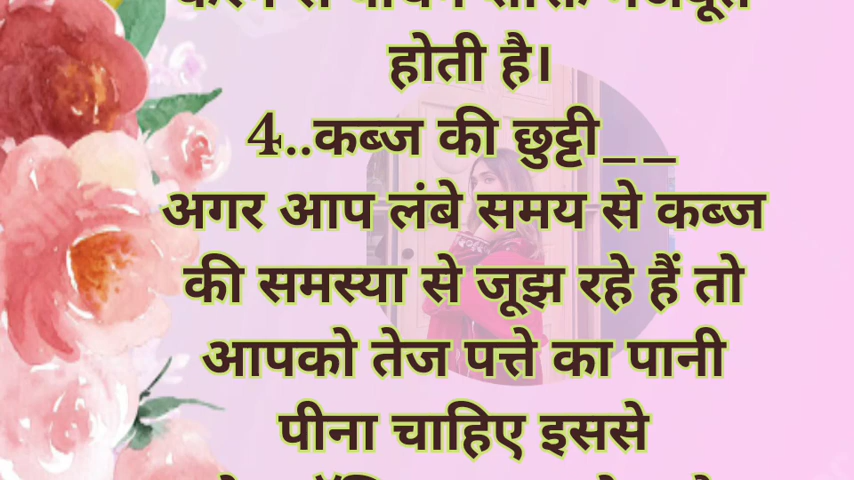 होती है।
4..कब्ज की छुट्टी__
अगर आप लंबे समय से कब्ज
की समस्या से जूझ रहे हैं तो
आपको तेज पत्ते का पानी
पीना चाहिए इससे